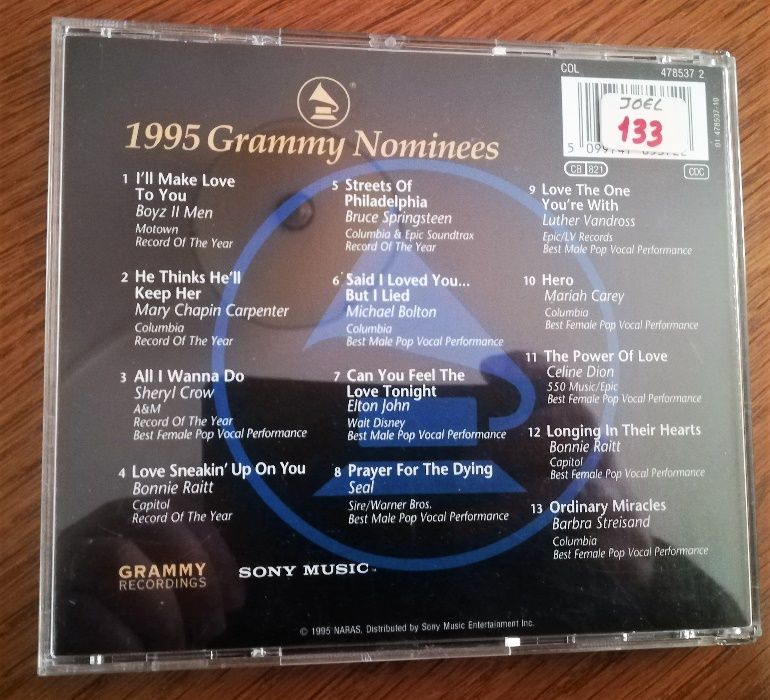 COL 478537 2
JOEL
133
01-478537-10
CB 821
CDC
1995 Grammy Nominees
1 I'll Make Love
To You
Boyz II Men
Motown
Record Of The Year
2 He Thinks He'll
Keep Her
Mary Chapin Carpenter
Columbia
Record Of The Year
3 All I Wanna Do
Sheryl Crow
A&M
Record Of The Year
Best Female Pop Vocal Performance
4 Love Sneakin' Up On You
Bonnie Raitt
Capitol
Record Of The Year
5 Streets Of
Philadelphia
Bruce Springsteen
Columbia & Epic Soundtrax
Record Of The Year
6 Said I Loved You...
But I Lied
Michael Bolton
Columbia
Best Male Pop Vocal Performance
7 Can You Feel The
Love Tonight
Elton John
Walt Disney
Best Male Pop Vocal Performance
8 Prayer For The Dying
Seal
Sire/Warner Bros.
Best Male Pop Vocal Performance
9 Love The One
You're With
Luther Vandross
Epic/LV Records
Best Male Pop Vocal Performance
10 Hero
Mariah Carey
Columbia
Best Female Pop Vocal Performance
11 The Power Of Love
Celine Dion
550 Music/Epic
Best Female Pop Vocal Performance
12 Longing In Their Hearts
Bonnie Raitt
Capitol
Best Female Pop Vocal Performance
13 Ordinary Miracles
Barbra Streisand
Columbia
Best Female Pop Vocal Performance
GRAMMY
RECORDINGS
SONY MUSIC
© 1995 NARAS, Distributed by Sony Music Entertainment Inc.